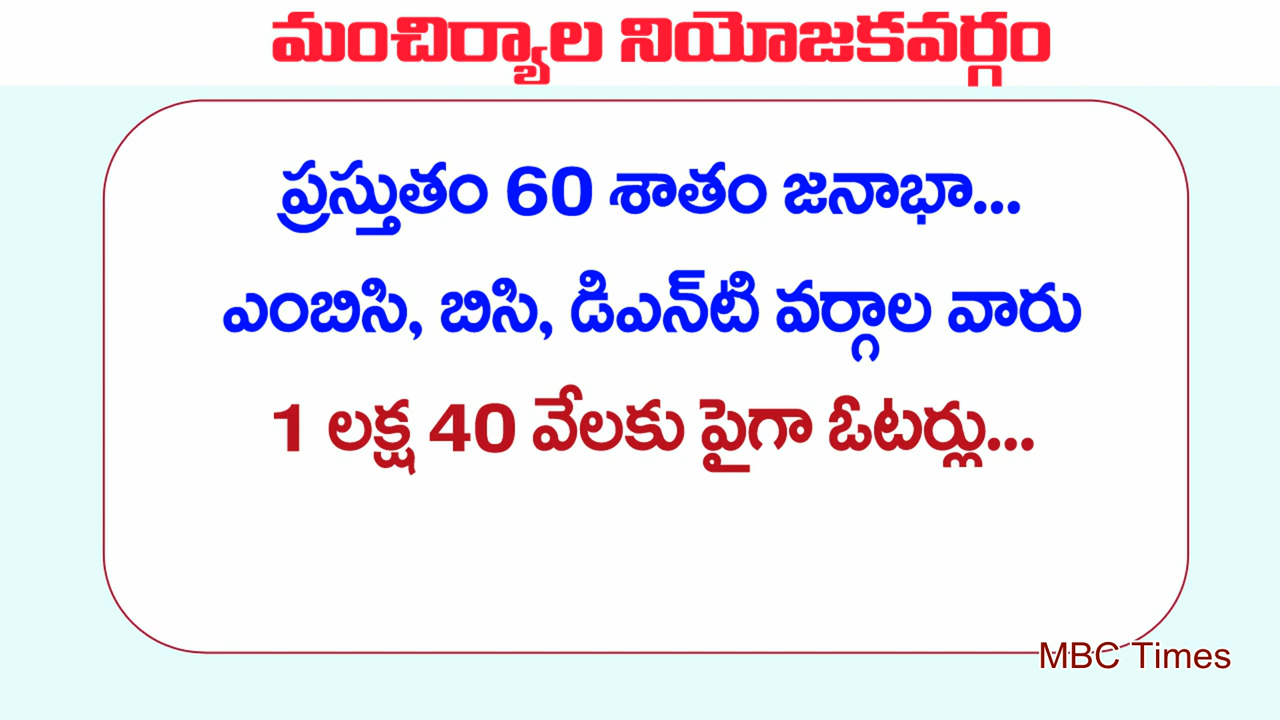 మంచిర్యాల నియోజకవర్గం
ప్రస్తుతం 60 శాతం జనాభా...
ఎంబిసి, బిసి, డిఎన్‌టి వర్గాల వారు
1 లక్ష 40 వేలకు పైగా ఓటర్లు...
MBC Times